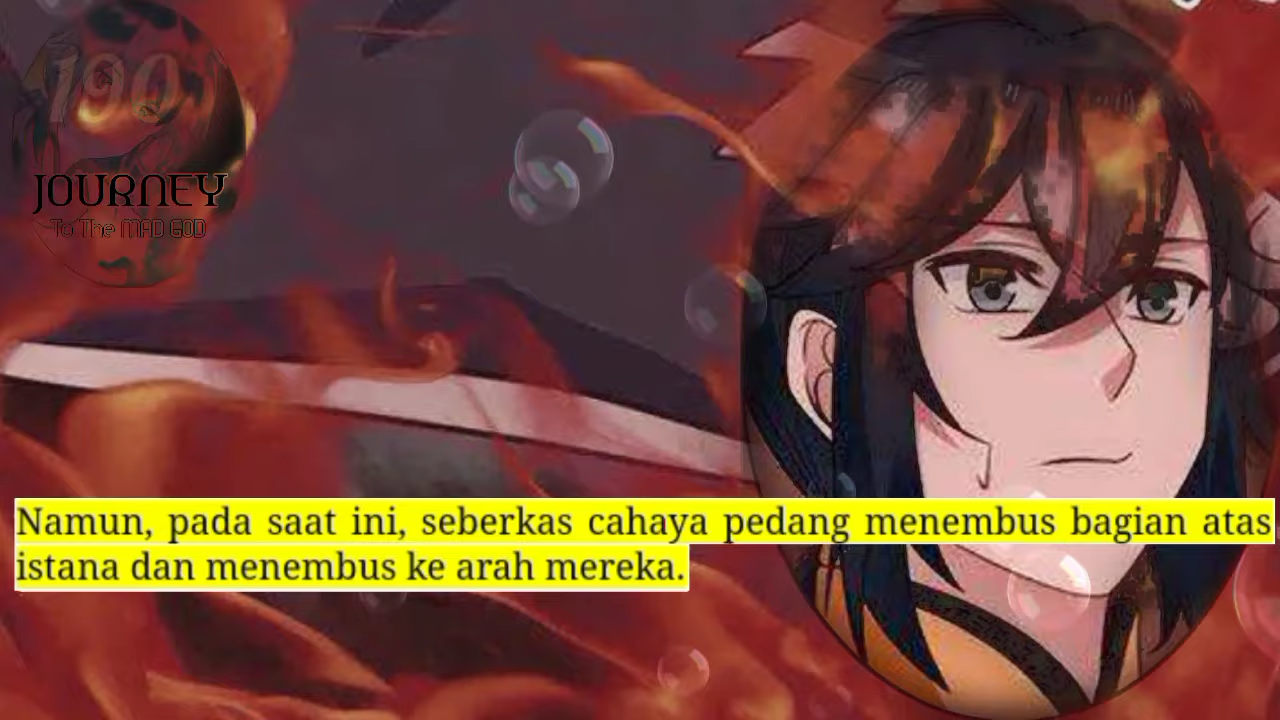 190
JOURNEY
To The MAD GOD
Namun, pada saat ini, seberkas cahaya pedang menembus bagian atas
istana dan menembus ke arah mereka.